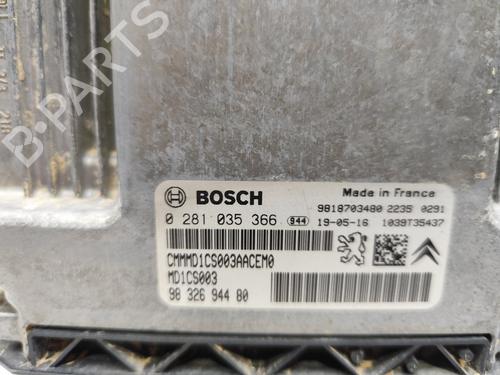 B-PARTS
BOSCH
Made in France
0 281 035 366 944
9818703480 2235 0291
19-05-16 1039T35437
CMMMD1CS003AACEM0
MD1CS003
98 326 944 80